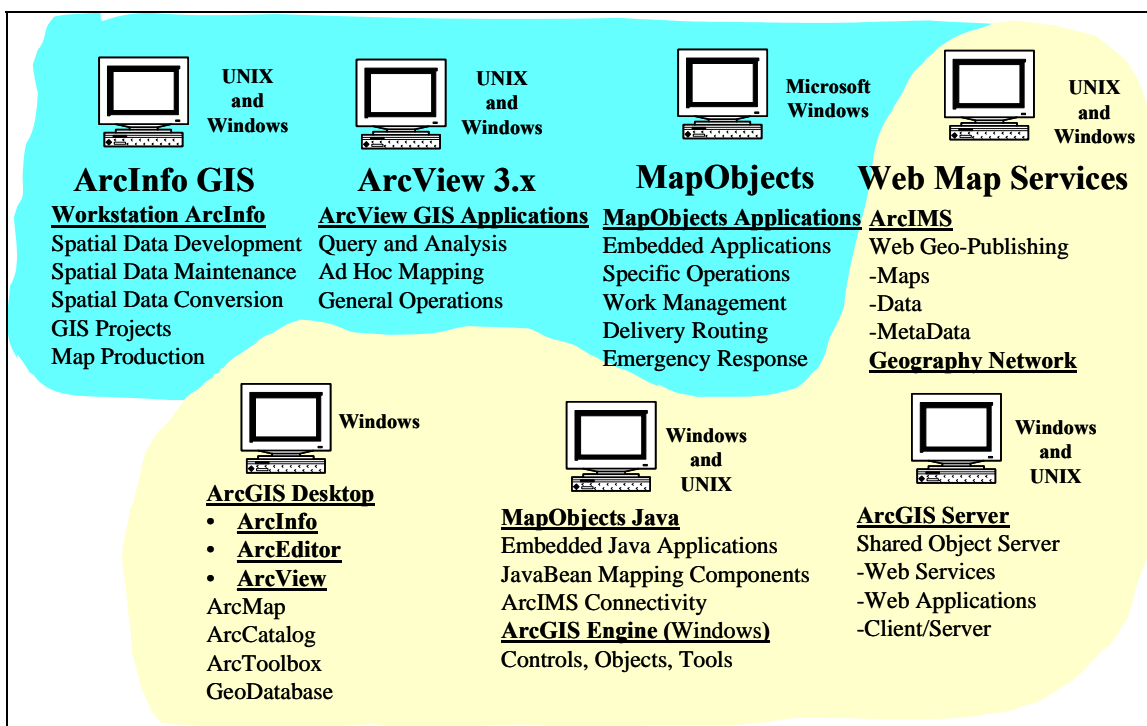 UNIX
and
Windows
ArcInfo GIS
Workstation ArcInfo
Spatial Data Development
Spatial Data Maintenance
Spatial Data Conversion
GIS Projects
Map Production
UNIX
and
Windows
ArcView 3.x
ArcView GIS Applications
Query and Analysis
Ad Hoc Mapping
General Operations
Microsoft
Windows
MapObjects
MapObjects Applications
Embedded Applications
Specific Operations
Work Management
Delivery Routing
Emergency Response
UNIX
and
Windows
Web Map Services
ArcIMS
Web Geo-Publishing
-Maps
-Data
-MetaData
Geography Network
Windows
ArcGIS Desktop
• ArcInfo
• ArcEditor
• ArcView
ArcMap
ArcCatalog
ArcToolbox
GeoDatabase
Windows
and
UNIX
MapObjects Java
Embedded Java Applications
JavaBean Mapping Components
ArcIMS Connectivity
ArcGIS Engine (Windows)
Controls, Objects, Tools
Windows
and
UNIX
ArcGIS Server
Shared Object Server
-Web Services
-Web Applications
-Client/Server